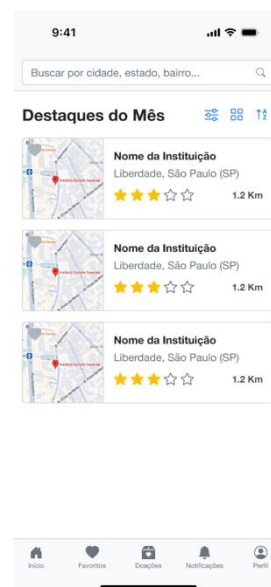 9:41
Buscar por cidade, estado, bairro...
Destaques do Mês
Nome da Instituição
Liberdade, São Paulo (SP)
1.2 Km
Nome da Instituição
Liberdade, São Paulo (SP)
1.2 Km
Nome da Instituição
Liberdade, São Paulo (SP)
1.2 Km
Início Favoritos Doações Notificações Perfil